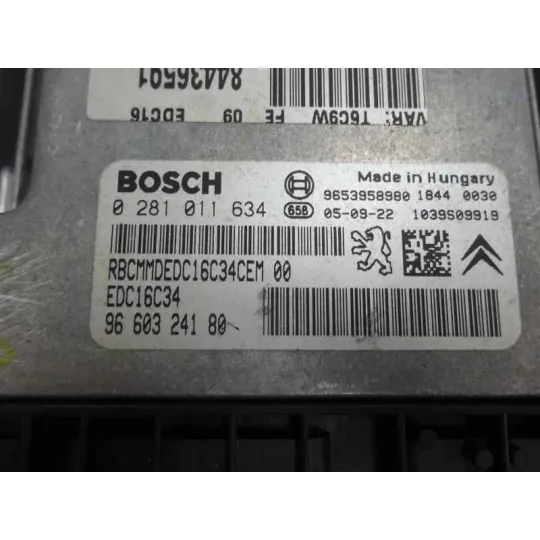 84436591
VAR: T6C9W FE 09 EDC16
BOSCH
Made in Hungary
9653958980 1844 0030
0 281 011 634
658
05-09-22 1039S09919
RBCMMDEDC16C34CEM 00
EDC16C34
96 603 241 80